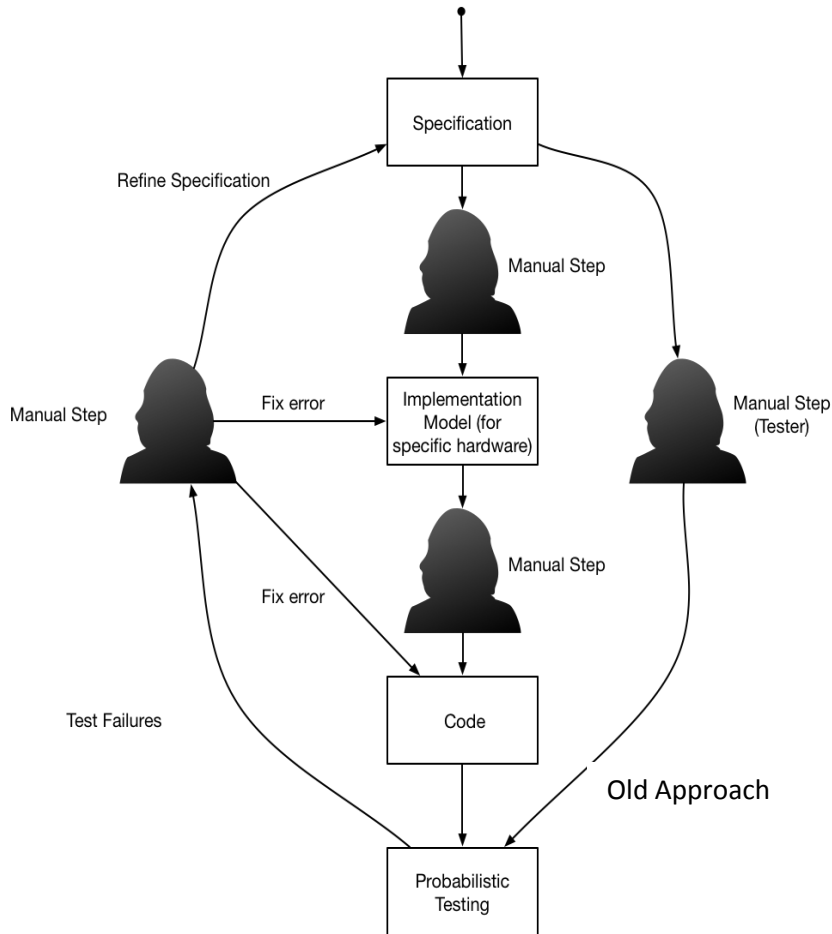 Specification
Refine Specification
Manual Step
Manual Step
Fix error
Implementation
Model (for
specific hardware)
Manual Step
(Tester)
Manual Step
Fix error
Test Failures
Code
Old Approach
Probabilistic
Testing